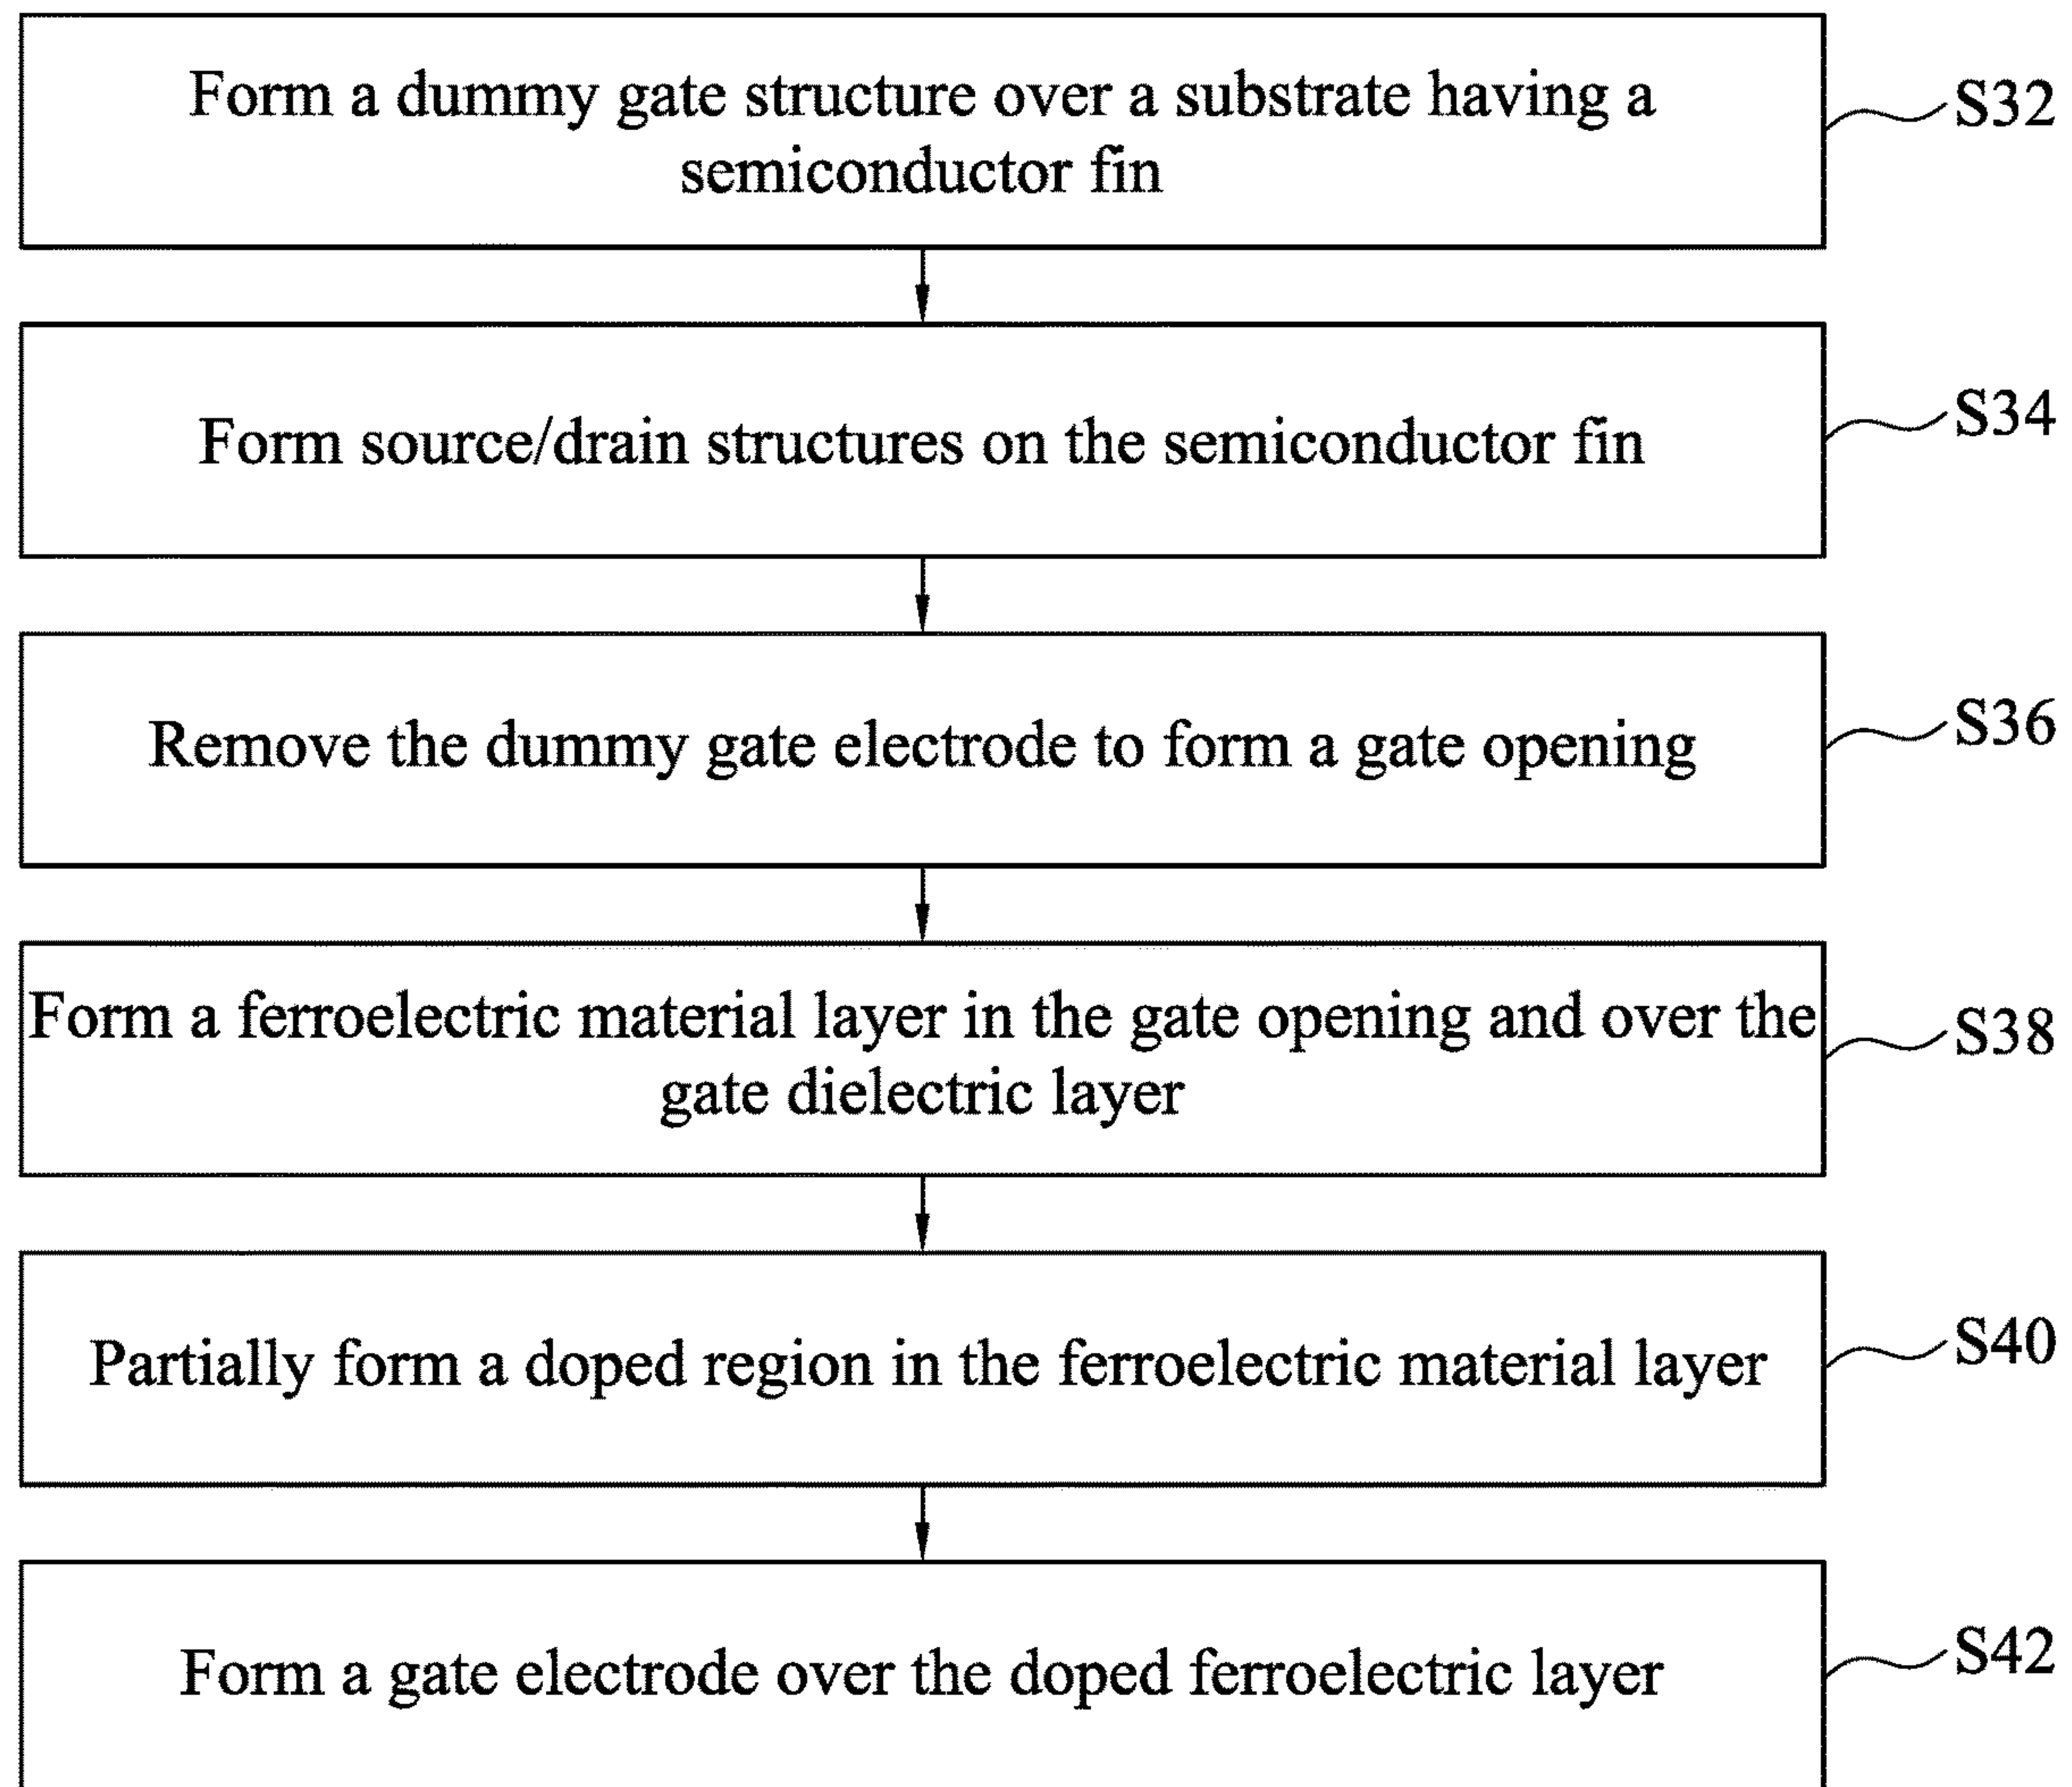 Form a dummy gate structure over a substrate having a
semiconductor fin
S32
Form source/drain structures on the semiconductor fin
S34
Remove the dummy gate electrode to form a gate opening
S36
Form a ferroelectric material layer in the gate opening and over the
gate dielectric layer
S38
Partially form a doped region in the ferroelectric material layer
S40
Form a gate electrode over the doped ferroelectric layer
S42